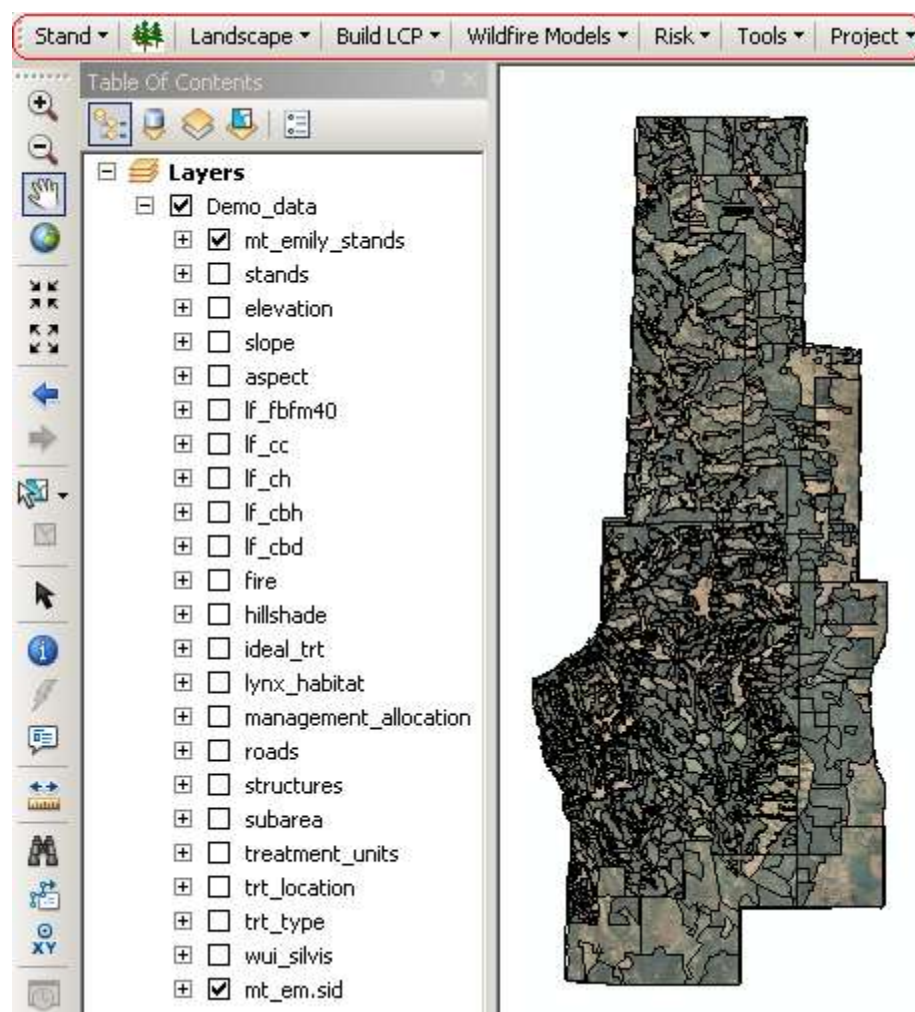 Stand Landscape Build LCP Wildfire Models Risk Tools Project
Table Of Contents
Layers
Demo_data
mt_emily_stands
stands
elevation
slope
aspect
lf_fbfm40
lf_cc
lf_ch
lf_cbh
lf_cbd
fire
hillshade
ideal_trt
lynx_habitat
management_allocation
roads
structures
subarea
treatment_units
trt_location
trt_type
wui_silvis
mt_em.sid
XY